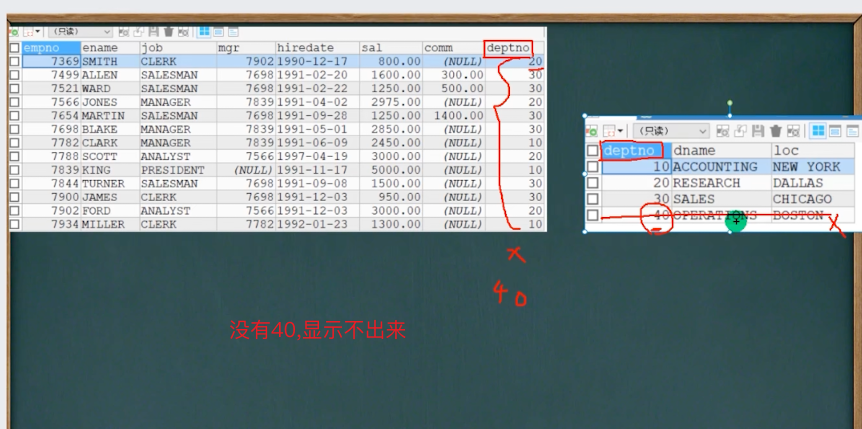 (只读)
empno ename job mgr hiredate sal comm deptno
7369 SMITH CLERK 7902 1990-12-17 800.00 (NULL) 20
7499 ALLEN SALESMAN 7698 1991-02-20 1600.00 300.00 30
7521 WARD SALESMAN 7698 1991-02-22 1250.00 500.00 30
7566 JONES MANAGER 7839 1991-04-02 2975.00 (NULL) 20
7654 MARTIN SALESMAN 7698 1991-09-28 1250.00 1400.00 30
7698 BLAKE MANAGER 7839 1991-05-01 2850.00 (NULL) 30
7782 CLARK MANAGER 7839 1991-06-09 2450.00 (NULL) 10
7788 SCOTT ANALYST 7566 1997-04-19 3000.00 (NULL) 20
7839 KING PRESIDENT (NULL) 1991-11-17 5000.00 (NULL) 10
7844 TURNER SALESMAN 7698 1991-09-08 1500.00 (NULL) 30
7900 JAMES CLERK 7698 1991-12-03 950.00 (NULL) 30
7902 FORD ANALYST 7566 1991-12-03 3000.00 (NULL) 20
7934 MILLER CLERK 7782 1992-01-23 1300.00 (NULL) 10
(只读)
deptno dname loc
10 ACCOUNTING NEW YORK
20 RESEARCH DALLAS
30 SALES CHICAGO
40 OPERATIONS BOSTON
x
40
没有40,显示不出来